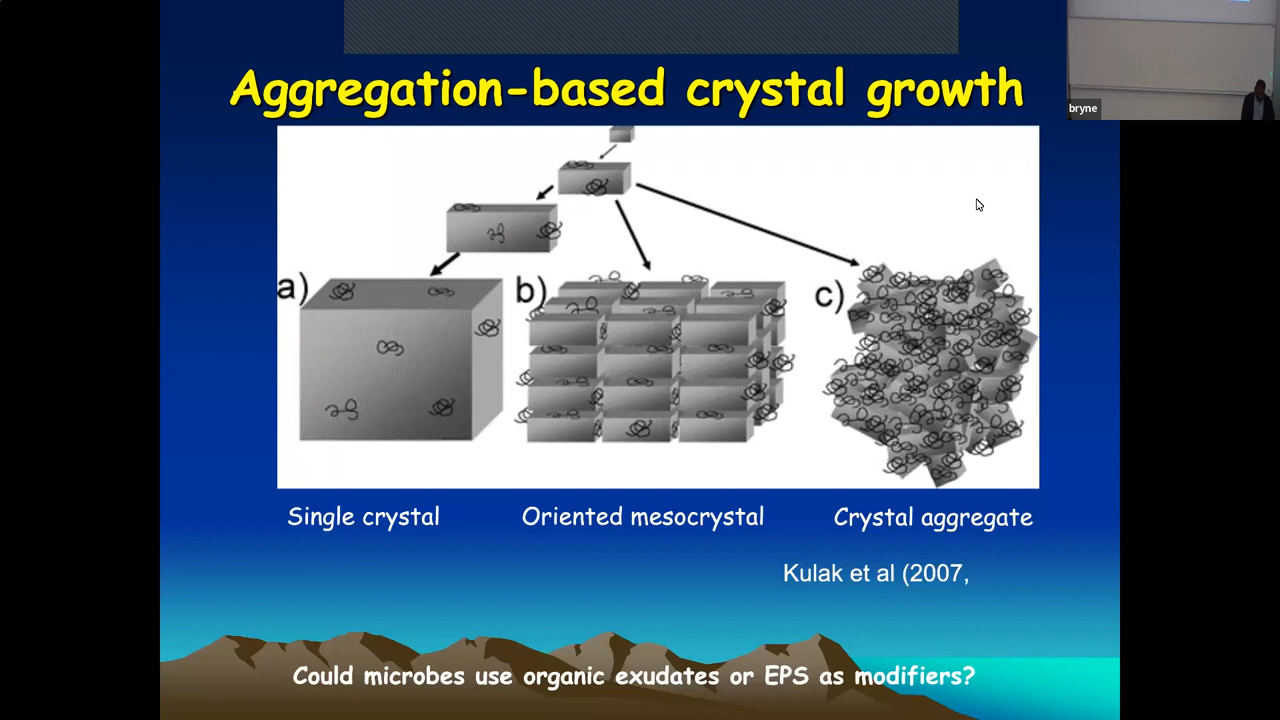 Aggregation-based crystal growth
bryne
a)
b)
c)
Single crystal
Oriented mesocrystal
Crystal aggregate
Kulak et al (2007,
Could microbes use organic exudates or EPS as modifiers?